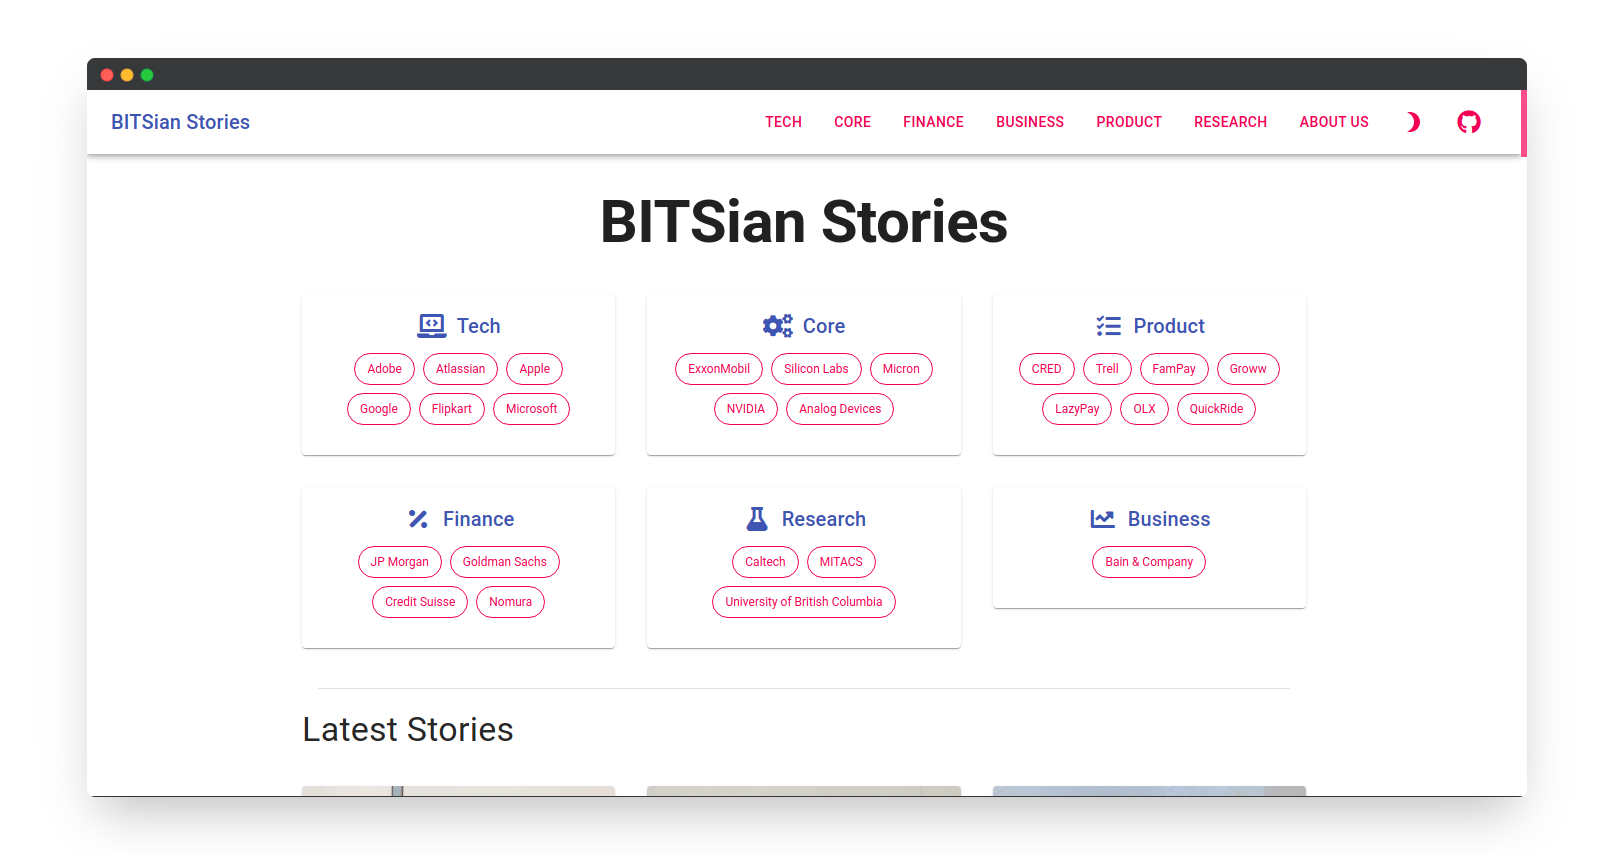 BITSian Stories TECH CORE FINANCE BUSINESS PRODUCT RESEARCH ABOUT US
BITSian Stories
Tech
Adobe Atlassian Apple
Google Flipkart Microsoft
Core
ExxonMobil Silicon Labs Micron
NVIDIA Analog Devices
Product
CRED Trell FamPay Groww
LazyPay OLX QuickRide
Finance
JP Morgan Goldman Sachs
Credit Suisse Nomura
Research
Caltech MITACS
University of British Columbia
Business
Bain & Company
Latest Stories